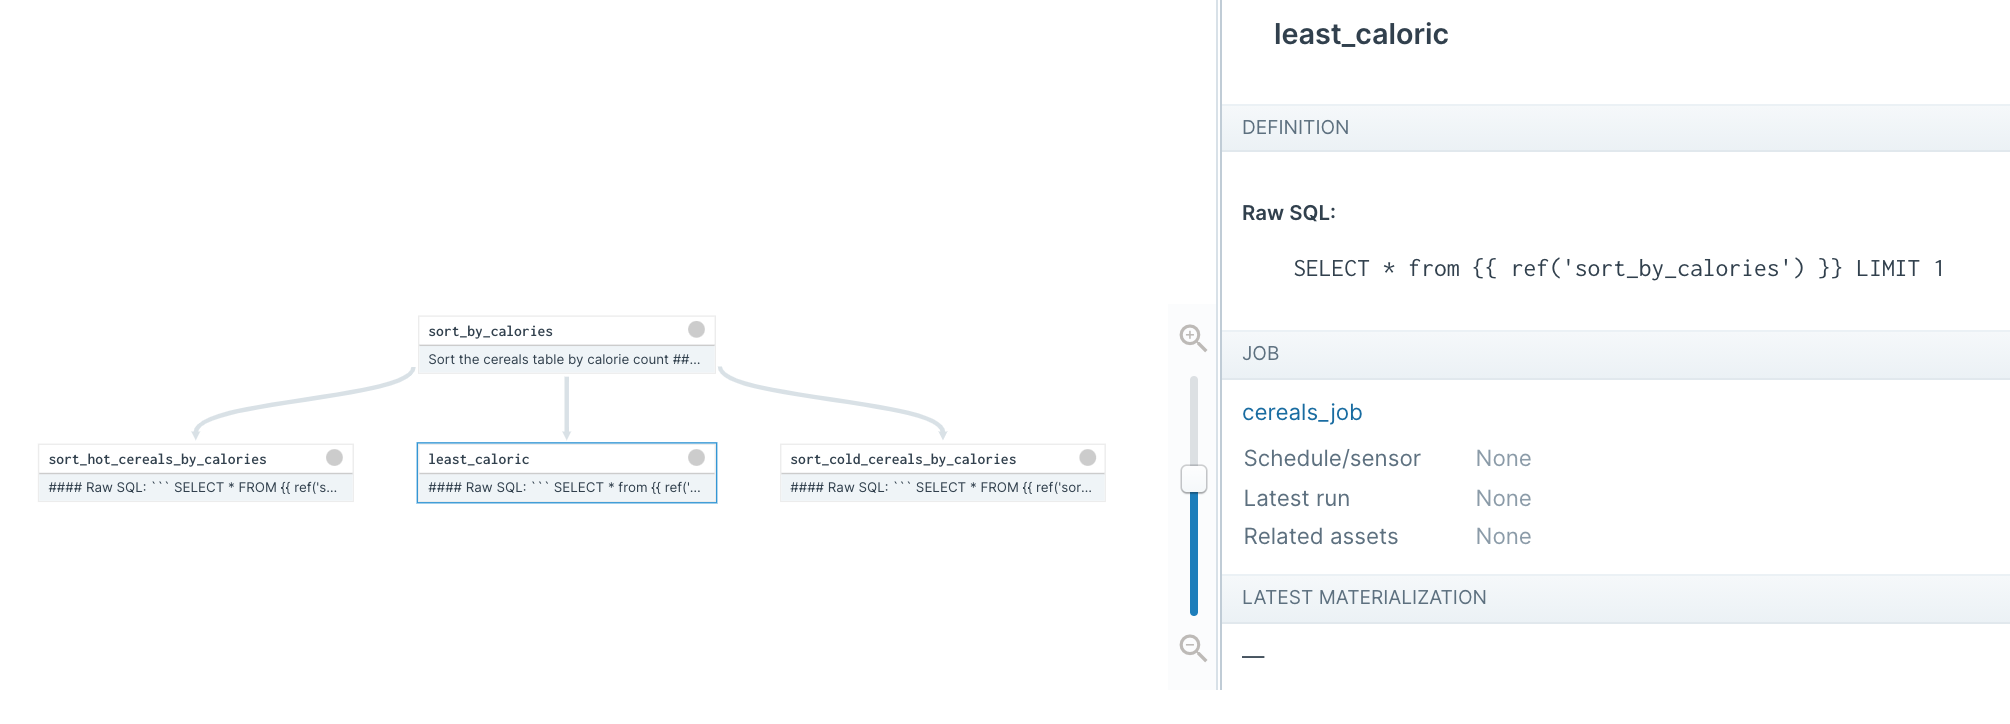 sort_by_calories
Sort the cereals table by calorie count ##...
sort_hot_cereals_by_calories
#### Raw SQL: ``` SELECT * FROM {{ ref('s...
least_caloric
#### Raw SQL: ``` SELECT * from {{ ref('...
sort_cold_cereals_by_calories
#### Raw SQL: ``` SELECT * FROM {{ ref('sor...
least_caloric
DEFINITION
Raw SQL:
SELECT * from {{ ref('sort_by_calories') }} LIMIT 1
JOB
cereals_job
Schedule/sensor None
Latest run None
Related assets None
LATEST MATERIALIZATION
—